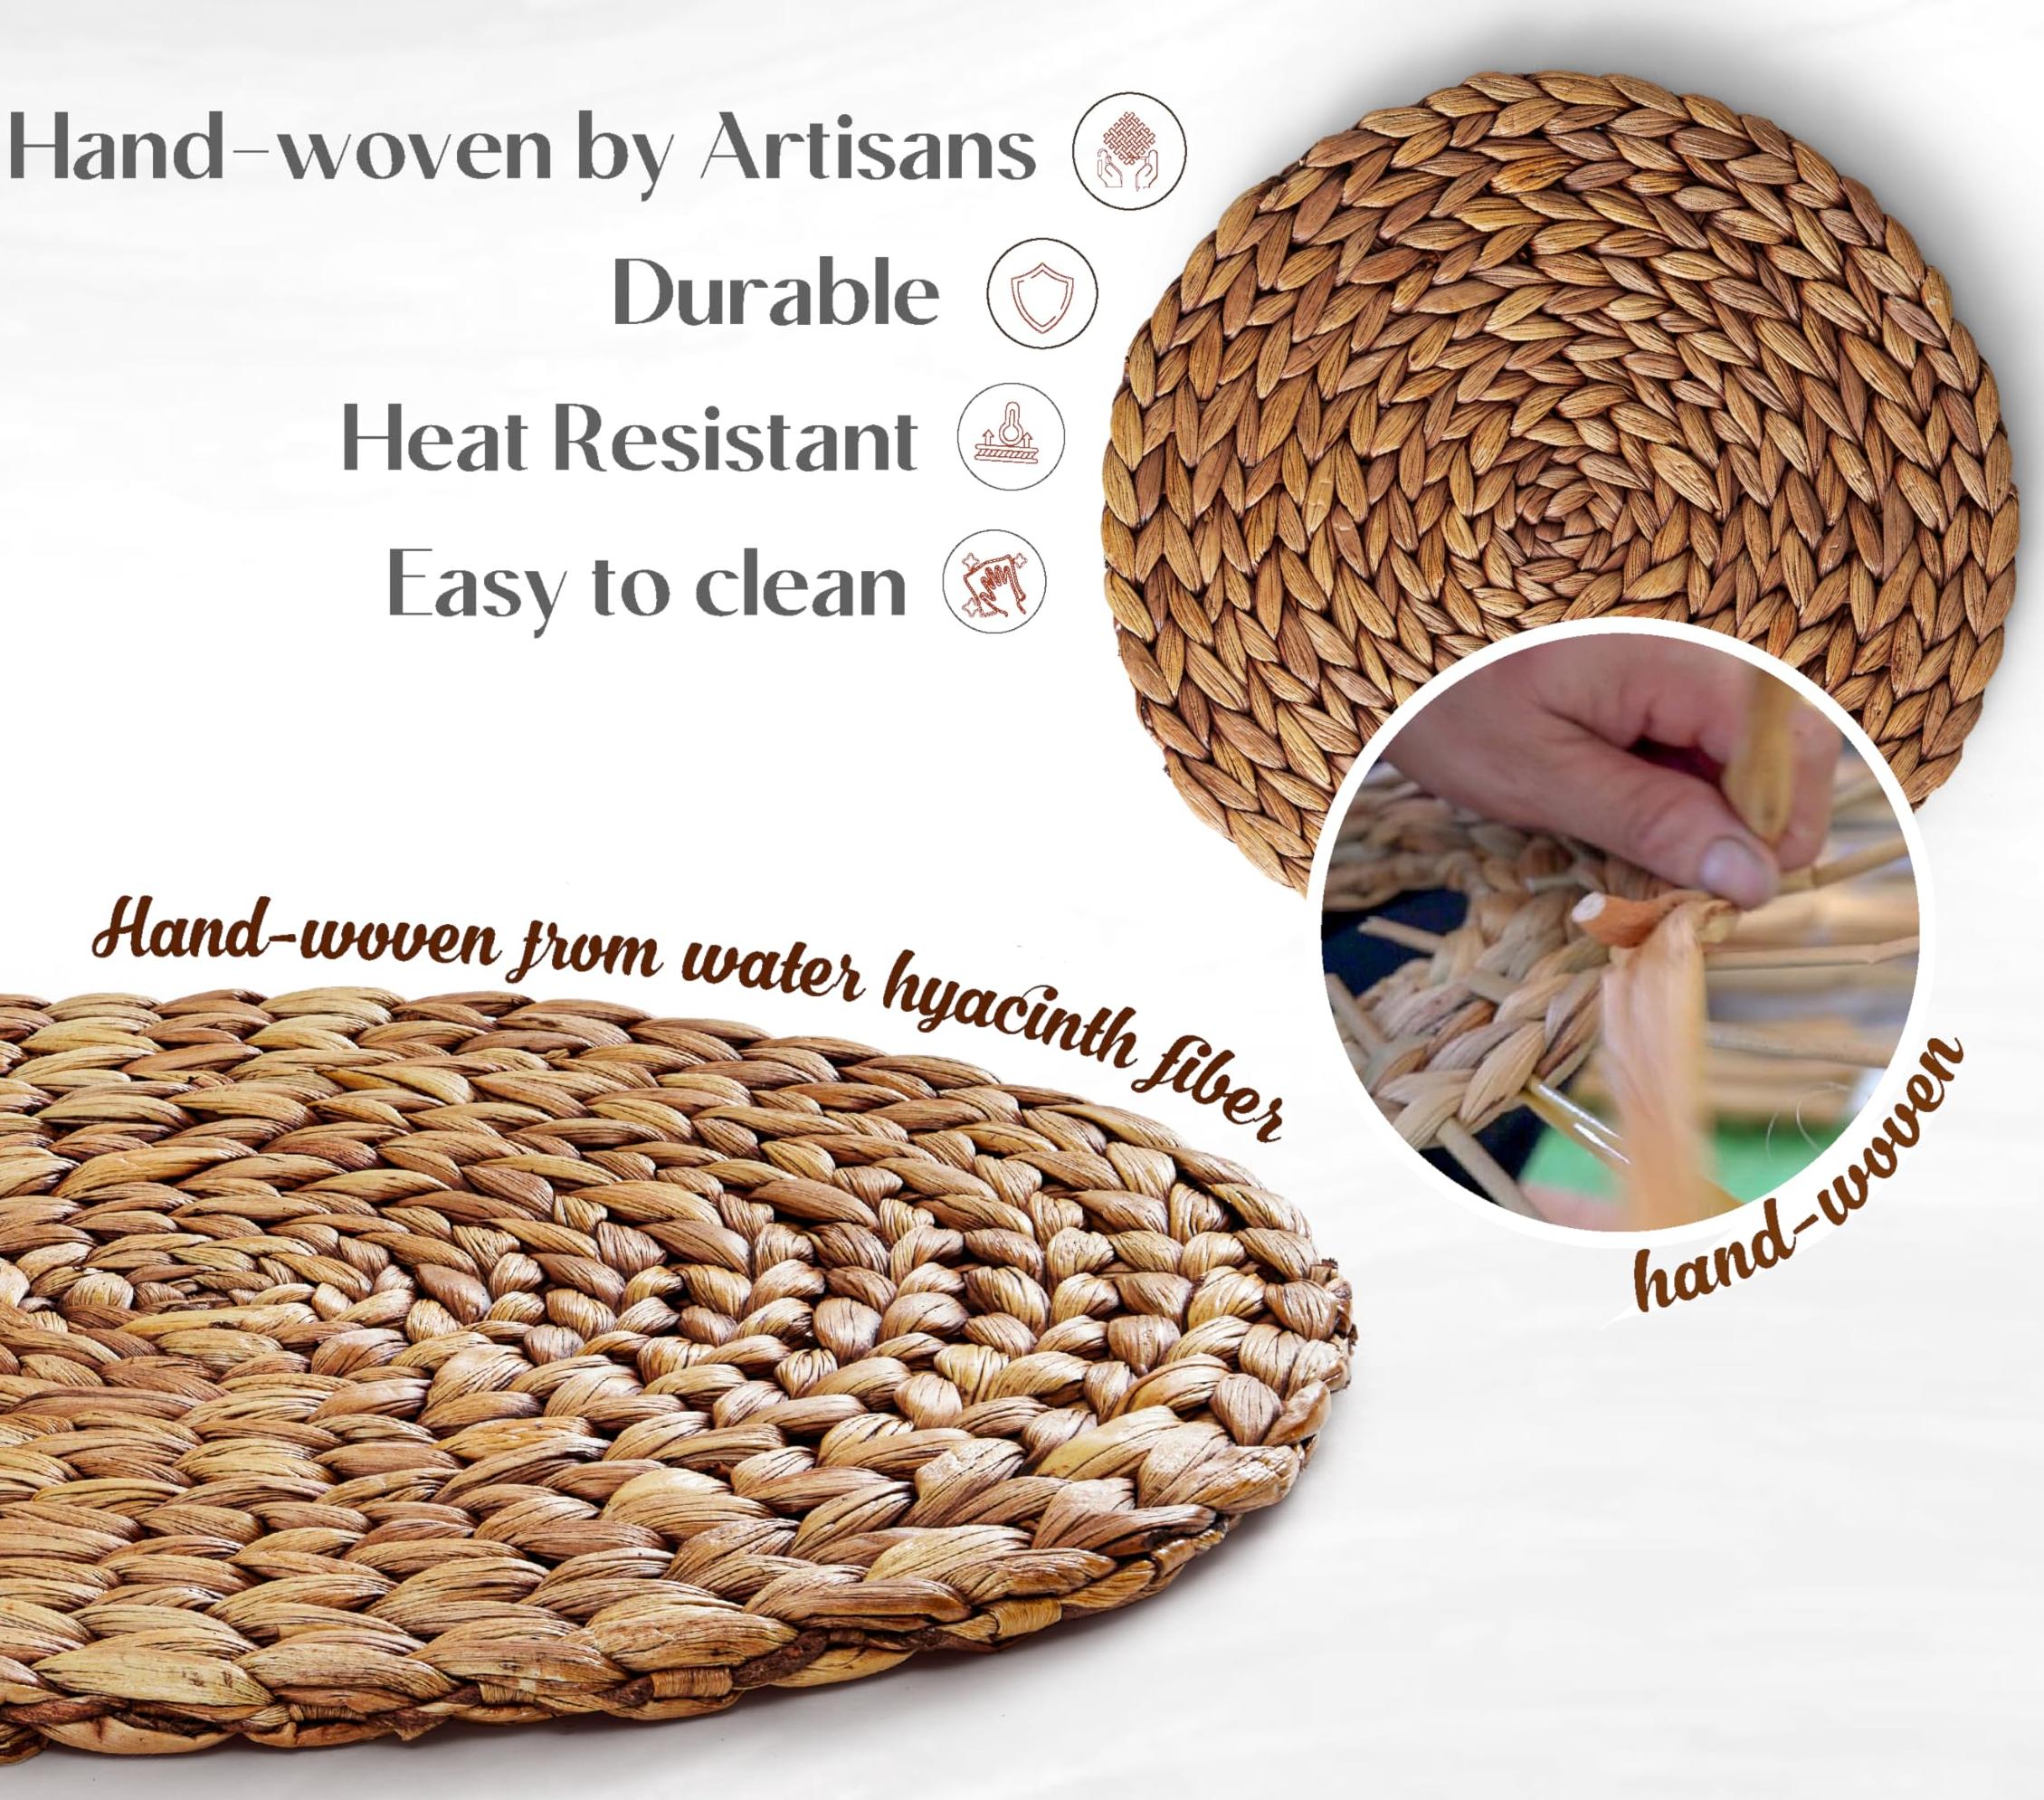 Hand-woven by Artisans
Durable
Heat Resistant
Easy to clean
Hand-woven from water hyacinth fiber
hand-woven